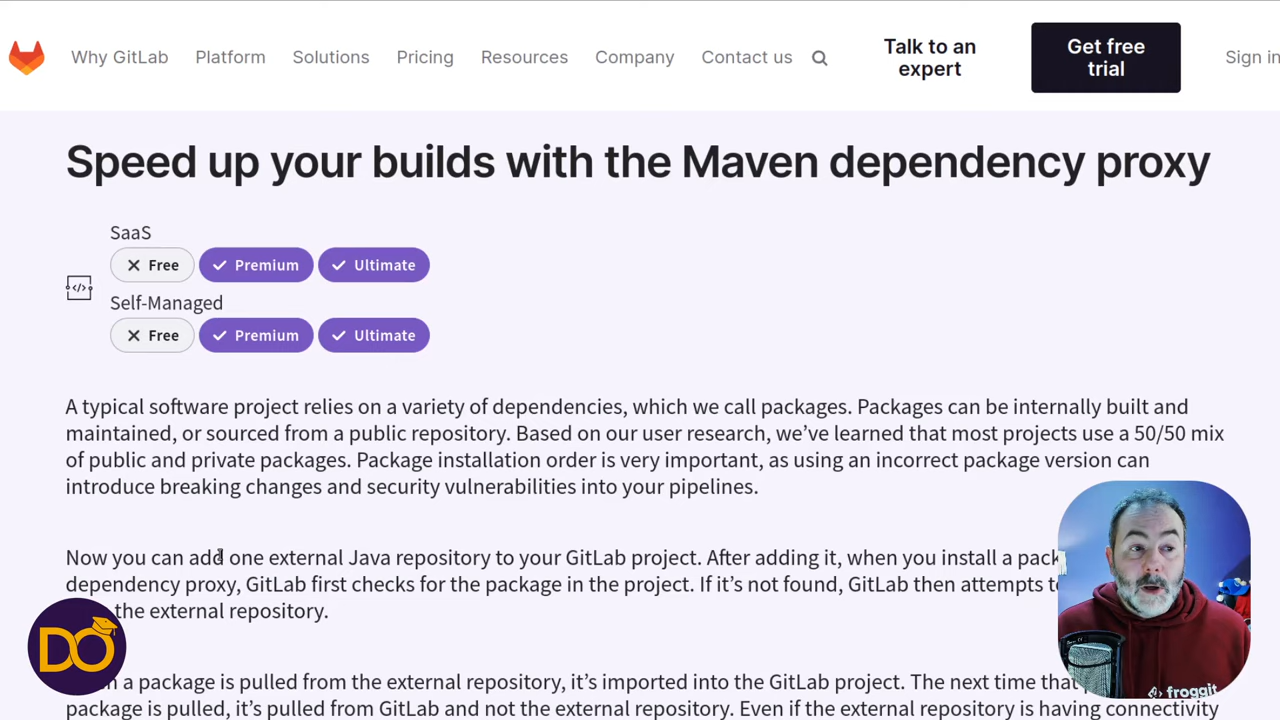 Why GitLab Platform Solutions Pricing Resources Company Contact us Talk to an expert Get free trial Sign in
Speed up your builds with the Maven dependency proxy
SaaS
Free Premium Ultimate
Self-Managed
Free Premium Ultimate
A typical software project relies on a variety of dependencies, which we call packages. Packages can be internally built and
maintained, or sourced from a public repository. Based on our user research, we’ve learned that most projects use a 50/50 mix
of public and private packages. Package installation order is very important, as using an incorrect package version can
introduce breaking changes and security vulnerabilities into your pipelines.
Now you can add one external Java repository to your GitLab project. After adding it, when you install a
dependency proxy, GitLab first checks for the package in the project. If it’s not found, GitLab then attempts
the external repository.
a package is pulled from the external repository, it’s imported into the GitLab project. The next time
package is pulled, it’s pulled from GitLab and not the external repository. Even if the external repository is having connectivity
DO
froggit